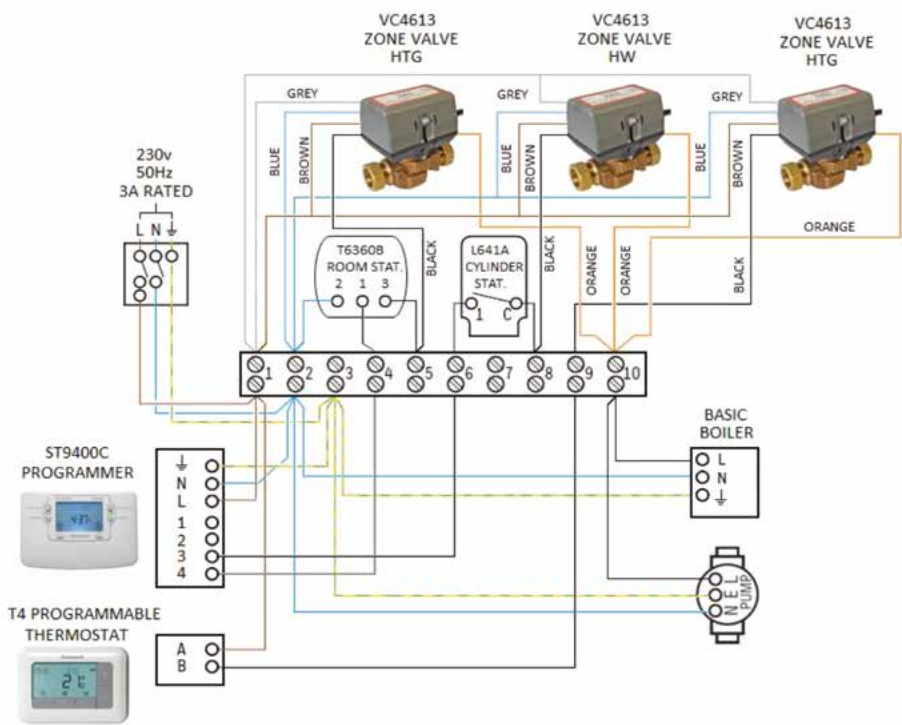 VC4613
ZONE VALVE
HTG
VC4613
ZONE VALVE
HW
VC4613
ZONE VALVE
HTG
GREY
GREY
GREY
BLUE
BROWN
BLUE
BROWN
BLUE
BROWN
230v
50Hz
3A RATED
L N
ORANGE
T6360B
ROOM STAT.
2 1 3
BLACK
L641A
CYLINDER
STAT.
1 C
BLACK
ORANGE
ORANGE
BLACK
1 2 3 4 5 6 7 8 9 10
BASIC
BOILER
L
N
ST9400C
PROGRAMMER
N
L
1
2
3
4
N E L
PUMP
T4 PROGRAMMABLE
THERMOSTAT
A
B